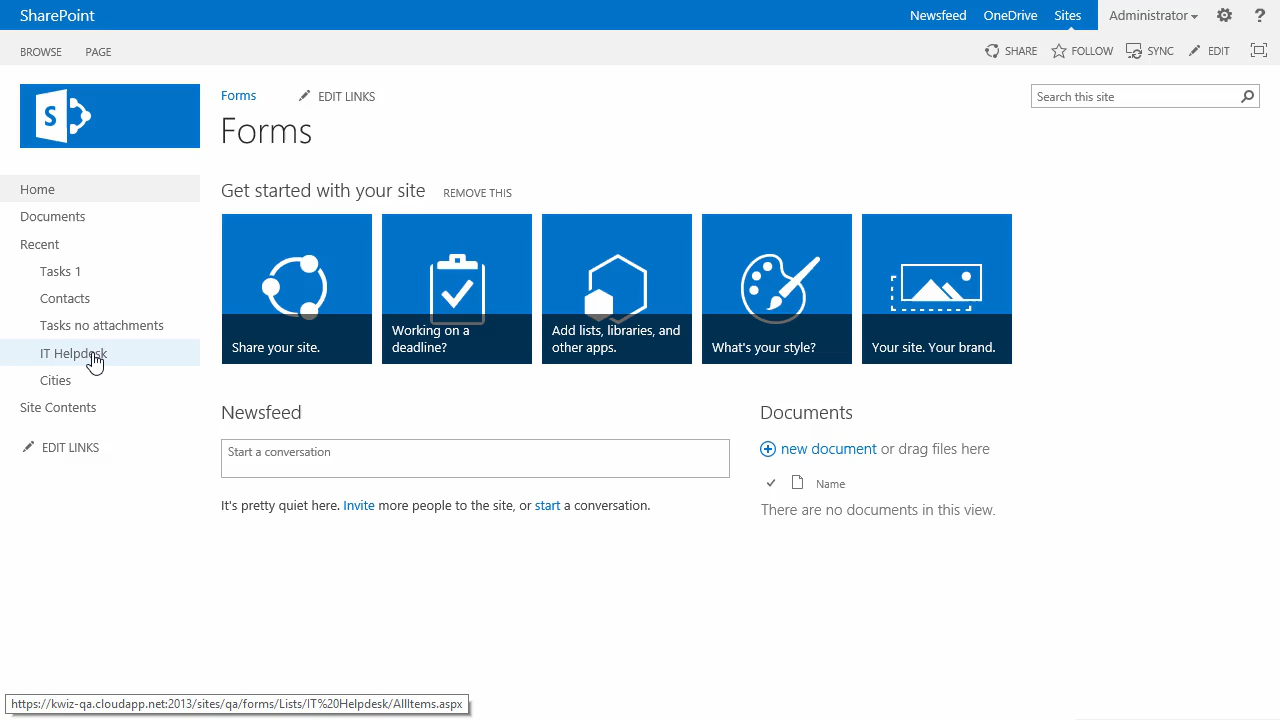 SharePoint
Newsfeed OneDrive Sites Administrator ?
BROWSE PAGE
SHARE FOLLOW SYNC EDIT
S
Forms EDIT LINKS
Search this site
Forms
Home
Documents
Recent
Tasks 1
Contacts
Tasks no attachments
IT Helpdesk
Cities
Site Contents
EDIT LINKS
Get started with your site REMOVE THIS
Share your site.
Working on a
deadline?
Add lists, libraries, and
other apps.
What's your style?
Your site. Your brand.
Newsfeed
Start a conversation
It's pretty quiet here. Invite more people to the site, or start a conversation.
Documents
new document or drag files here
Name
There are no documents in this view.
https://kwiz-qa.cloudapp.net:2013/sites/qa/forms/Lists/IT%20Helpdesk/AllItems.aspx